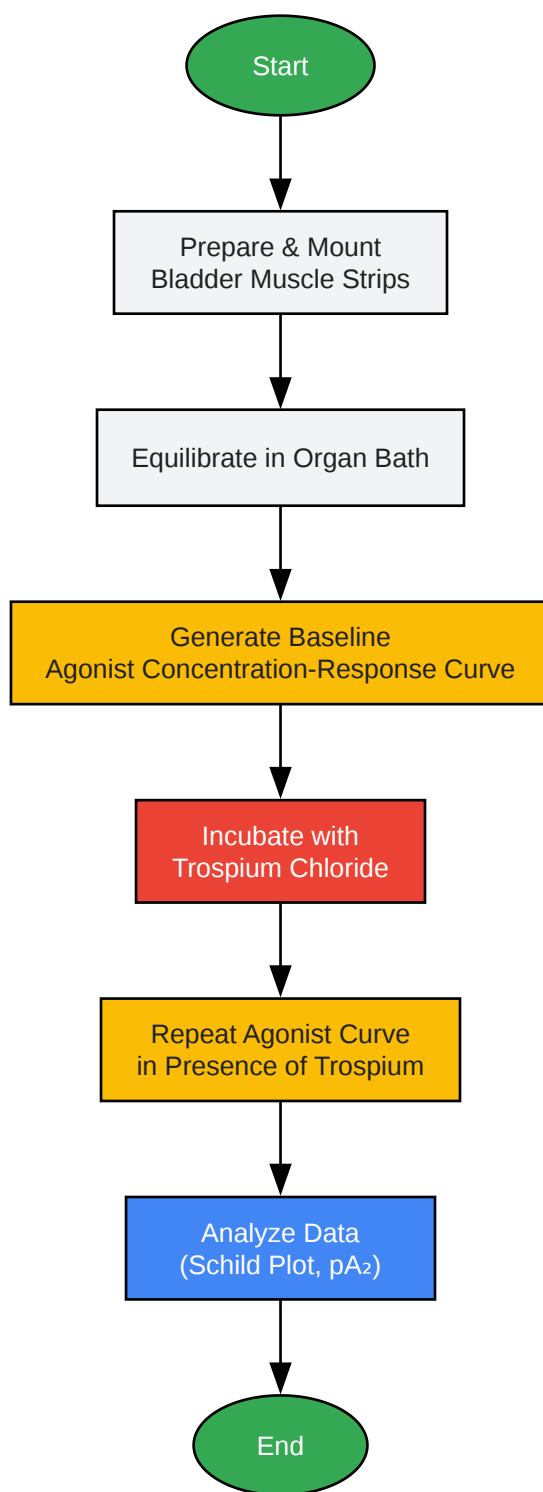 Start
Prepare & Mount
Bladder Muscle Strips
Equilibrate in Organ Bath
Generate Baseline
Agonist Concentration-Response Curve
Incubate with
Trospium Chloride
Repeat Agonist Curve
in Presence of Trospium
Analyze Data
(Schild Plot, pA₂)
End